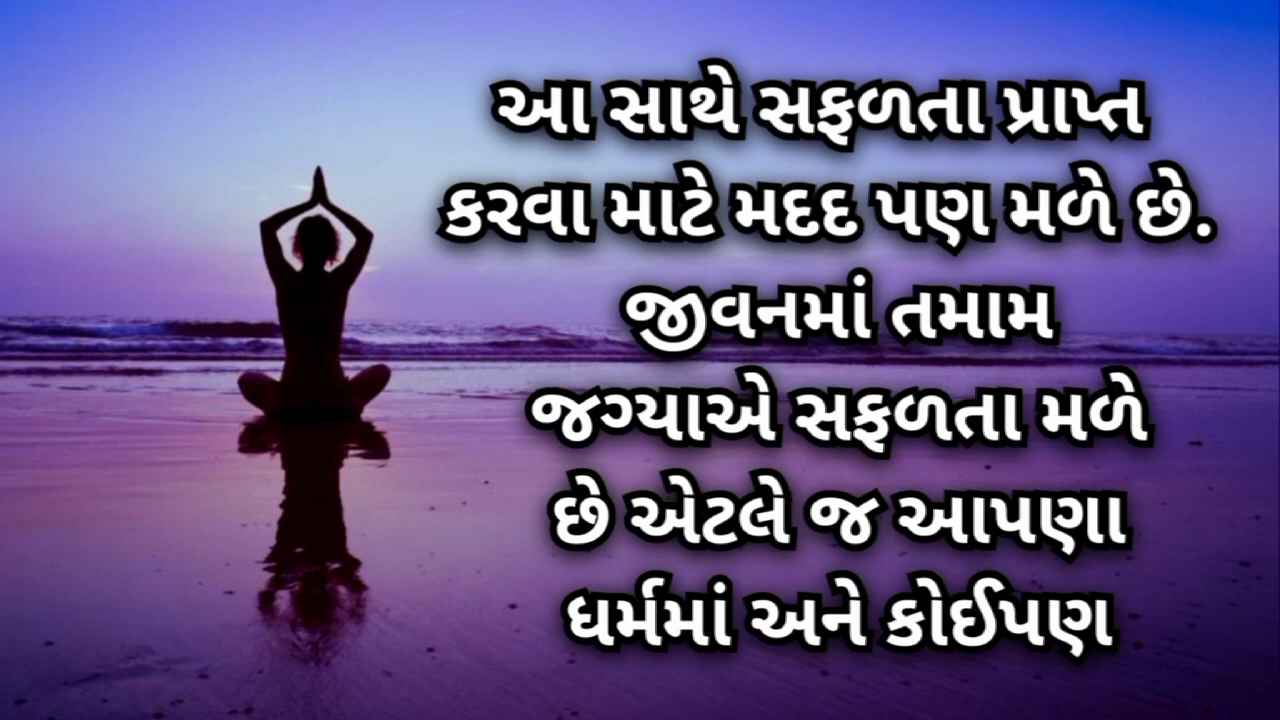 આ સાથે સફળતા પ્રાપ્ત
કરવા માટે મદદ પણ મળે છે.
જીવનમાં તમામ
જગ્યાએ સફળતા મળે
છે એટલે જ આપણા
ધર્મમાં અને કોઈપણ